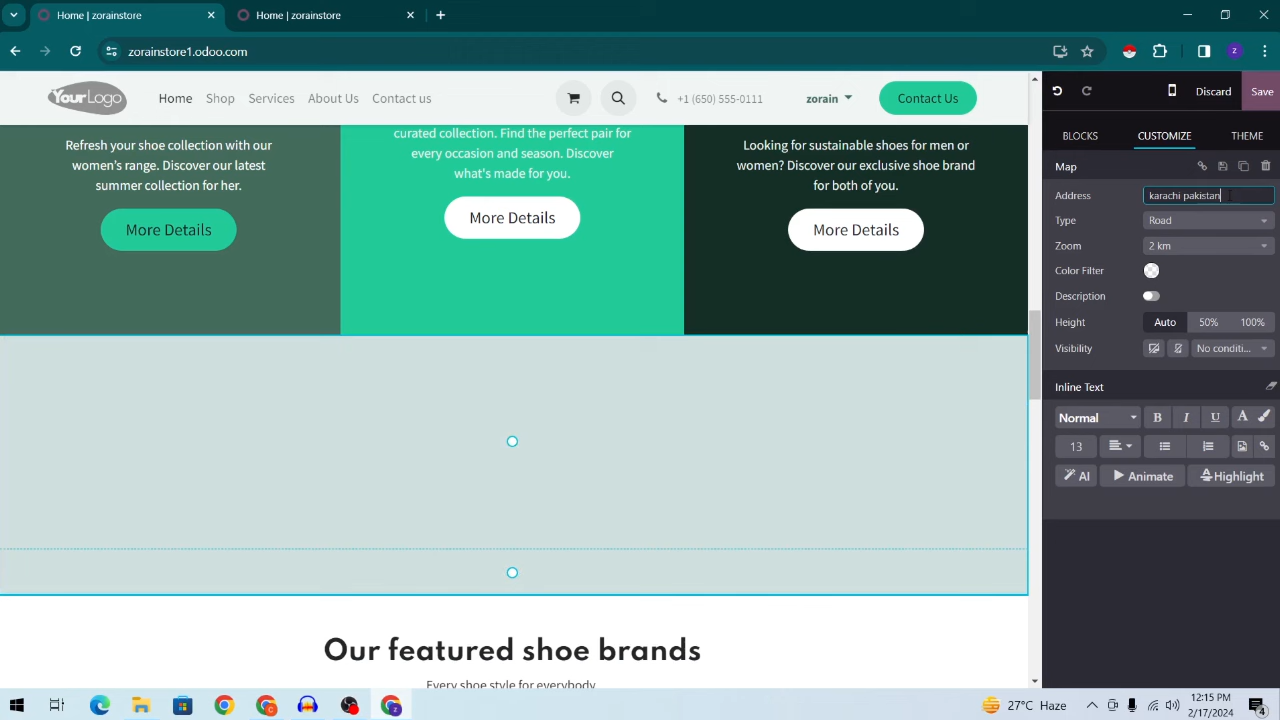 Home | zorainstore
Home | zorainstore
zorainstore1.odoo.com
YourLogo
Home
Shop
Services
About Us
Contact us
+1 (650) 555-0111
zorain
Contact Us
Discard
Save
BLOCKS
CUSTOMIZE
THEME
Refresh your shoe collection with our
women's range. Discover our latest
summer collection for her.
More Details
curated collection. Find the perfect pair for
every occasion and season. Discover
what's made for you.
More Details
Looking for sustainable shoes for men or
women? Discover our exclusive shoe brand
for both of you.
More Details
Map
Address
karachi pakistan
Type
Road
Zoom
2 km
Color Filter
Description
Height
Auto
50%
100%
Visibility
No conditi...
Inline Text
Normal
B
I
U
A
13
AI
Animate
Highlight
Our featured shoe brands
Every shoe style for everybody
27°C Haze
12:15 PM
2/17/2024
4